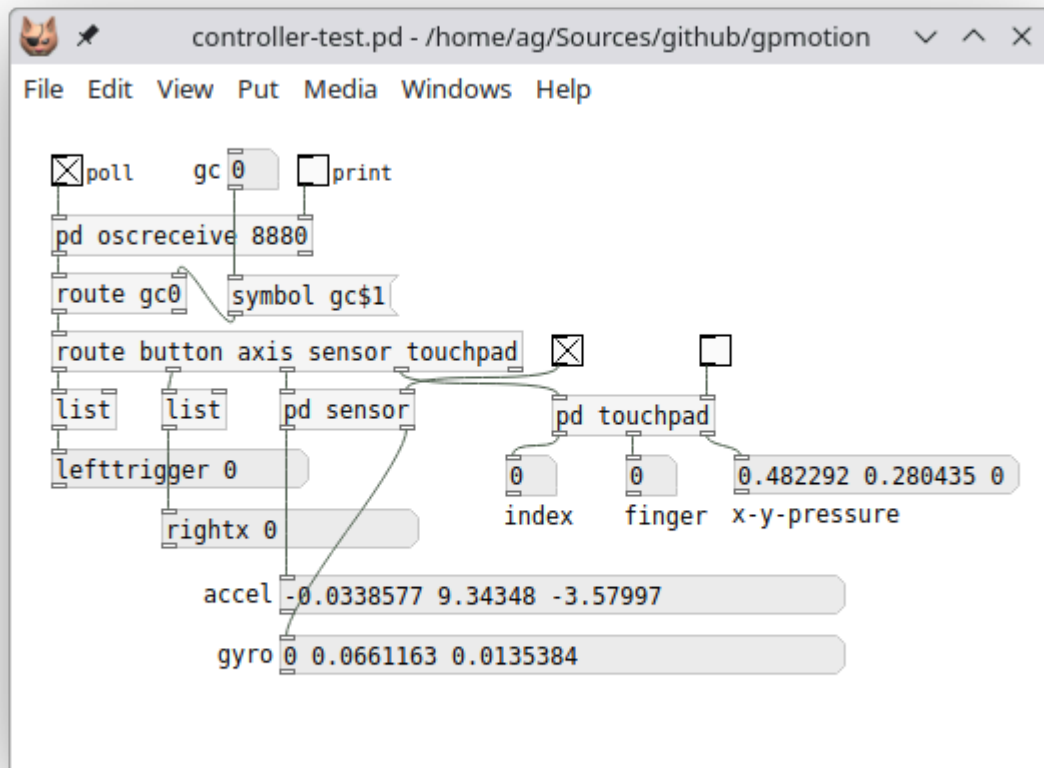 controller-test.pd - /home/ag/Sources/github/gpmotion
File Edit View Put Media Windows Help
poll gc 0 print
pd oscreceive 8880
route gc0 symbol gc$1
route button axis sensor touchpad
list list pd sensor pd touchpad
lefttrigger 0 0 0 0.482292 0.280435 0
index finger x-y-pressure
rightx 0
accel -0.0338577 9.34348 -3.57997
gyro 0 0.0661163 0.0135384